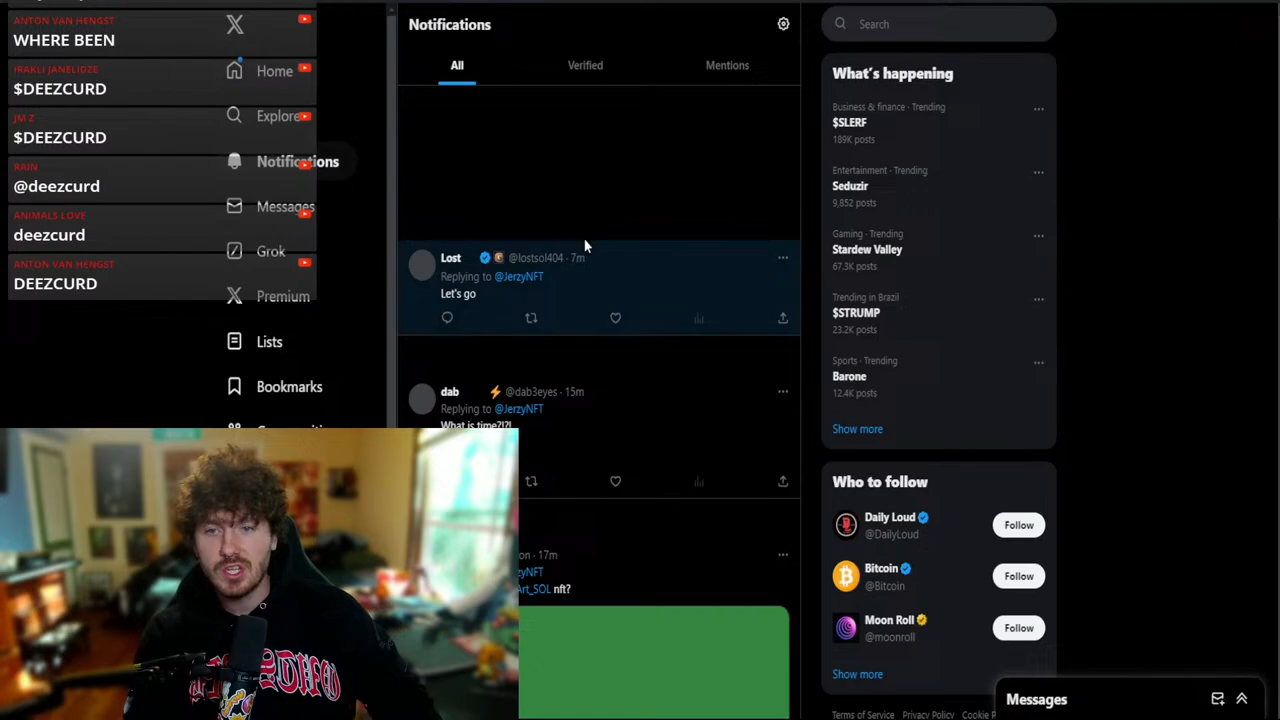 ANTON VAN HENGST
WHERE BEEN
IRAKLI JANELIDZE
$DEEZCURD
JM Z
$DEEZCURD
RAIN
@deezcurd
ANIMALS LOVE
deezcurd
ANTON VAN HENGST
DEEZCURD
Home
Explore
Notifications
Messages
Grok
Premium
Lists
Bookmarks
Notifications
All
Verified
Mentions
Lost @lostsol404 · 7m
Replying to @JerzyNFT
Let's go
dab @dab3eyes · 15m
Replying to @JerzyNFT
What is time?!?!
on · 17m
zyNFT
Art_SOL nft?
Search
What's happening
Business & finance · Trending
$SLERF
189K posts
Entertainment · Trending
Seduzir
9,852 posts
Gaming · Trending
Stardew Valley
67.3K posts
Trending in Brazil
$STRUMP
23.2K posts
Sports · Trending
Barone
12.4K posts
Show more
Who to follow
Daily Loud
@DailyLoud
Follow
Bitcoin
@Bitcoin
Follow
Moon Roll
@moonroll
Follow
Show more
Terms of Service Privacy Policy Cookie P
Messages